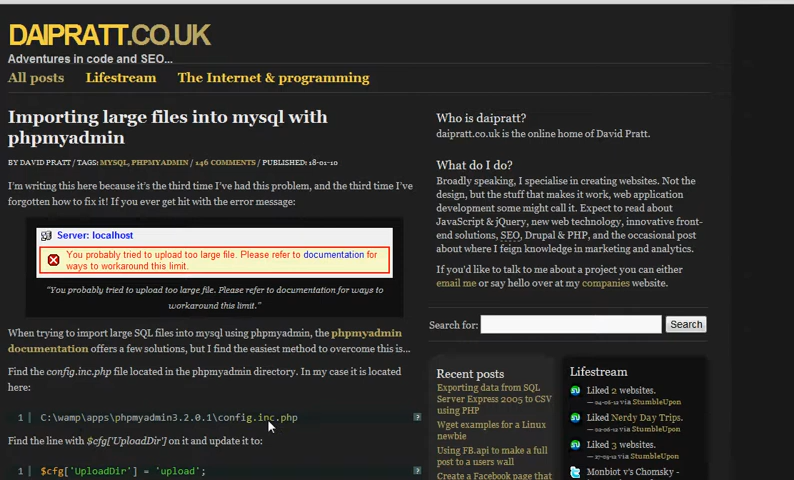 DAIPRATT.CO.UK
Adventures in code and SEO...
All posts Lifestream The Internet & programming
Importing large files into mysql with
phpmyadmin
BY DAVID PRATT / TAGS: MYSQL, PHPMYADMIN / 146 COMMENTS / PUBLISHED: 18-01-10
I'm writing this here because it's the third time I've had this problem, and the third time I've
forgotten how to fix it! If you ever get hit with the error message:
Server: localhost
You probably tried to upload too large file. Please refer to documentation for
ways to workaround this limit.
"You probably tried to upload too large file. Please refer to documentation for ways to
workaround this limit."
When trying to import large SQL files into mysql using phpmyadmin, the phpmyadmin
documentation offers a few solutions, but I find the easiest method to overcome this is...
Find the config.inc.php file located in the phpmyadmin directory. In my case it is located
here:
1 C:\wamp\apps\phpmyadmin3.2.0.1\config.inc.php ?
Find the line with $cfg['UploadDir'] on it and update it to:
1 $cfg['UploadDir'] = 'upload'; ?
Who is daipratt?
daipratt.co.uk is the online home of David Pratt.
What do I do?
Broadly speaking, I specialise in creating websites. Not the
design, but the stuff that makes it work, web application
development some might call it. Expect to read about
JavaScript & jQuery, new web technology, innovative front-
end solutions, SEO, Drupal & PHP, and the occasional post
about where I feign knowledge in marketing and analytics.
If you'd like to talk to me about a project you can either
email me or say hello over at my companies website.
Search for: Search
Recent posts
Exporting data from SQL
Server Express 2005 to CSV
using PHP
Wget examples for a Linux
newbie
Using FB.api to make a full
post to a users wall
Create a Facebook page that
Lifestream
Liked 2 websites.
— 04-06-12 via StumbleUpon
Liked Nerdy Day Trips.
— 02-06-12 via StumbleUpon
Liked 3 websites.
— 27-05-12 via StumbleUpon
Monbiot v's Chomsky -